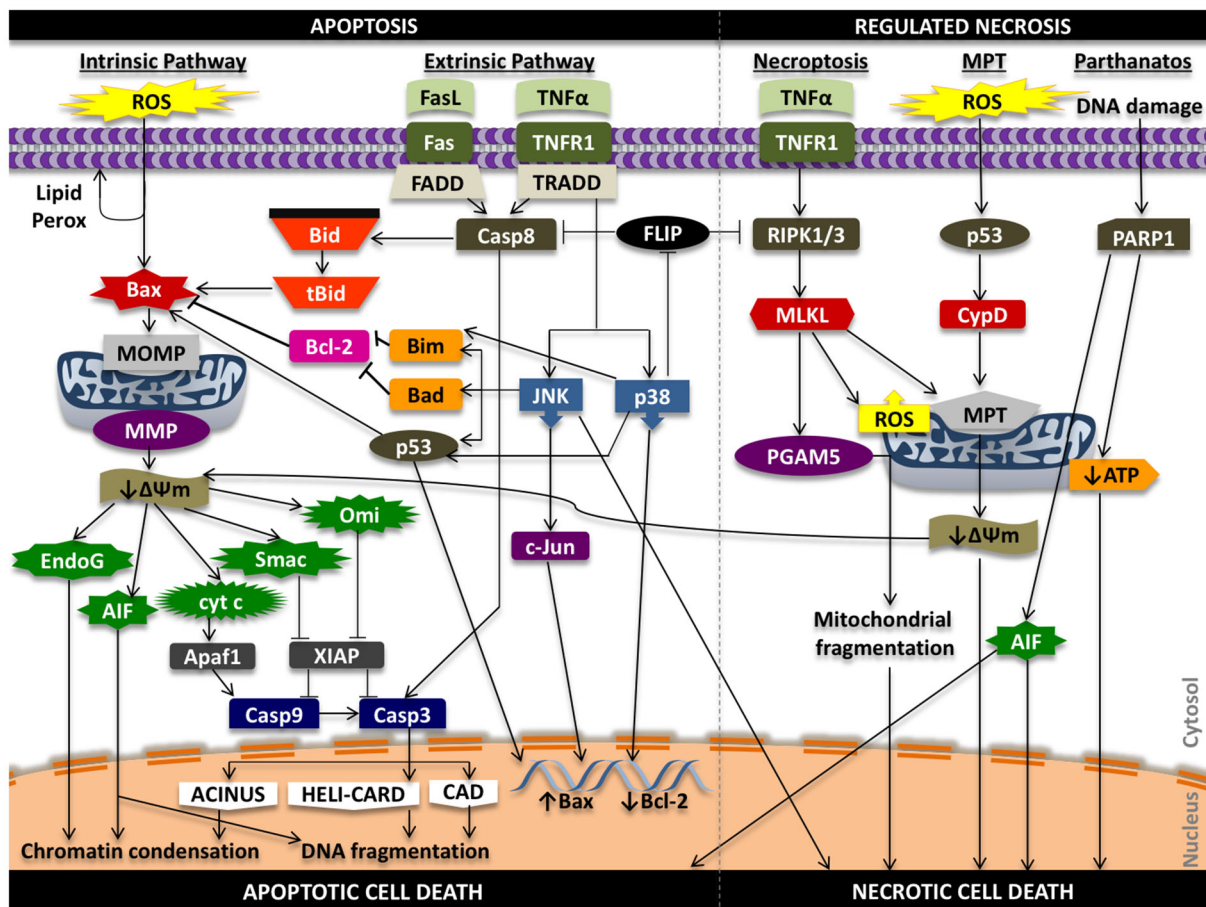 APOPTOSIS
REGULATED NECROSIS
Intrinsic Pathway
Extrinsic Pathway
Necroptosis
MPT
Parthanatos
ROS
FasL
TNFα
TNFα
ROS
DNA damage
Fas
TNFR1
TNFR1
Lipid
Perox
FADD
TRADD
Bid
Casp8
FLIP
RIPK1/3
p53
PARP1
Bax
tBid
MLKL
CypD
MOMP
Bcl-2
Bim
Bad
JNK
p38
ROS
MPT
MMP
p53
PGAM5
↓ATP
↓ΔΨm
Omi
↓ΔΨm
EndoG
Smac
c-Jun
AIF
cyt c
Mitochondrial
fragmentation
AIF
Apaf1
XIAP
Casp9
Casp3
Cytosol
Nucleus
ACINUS
HELI-CARD
CAD
↑Bax
↓Bcl-2
Chromatin condensation
DNA fragmentation
APOPTOTIC CELL DEATH
NECROTIC CELL DEATH